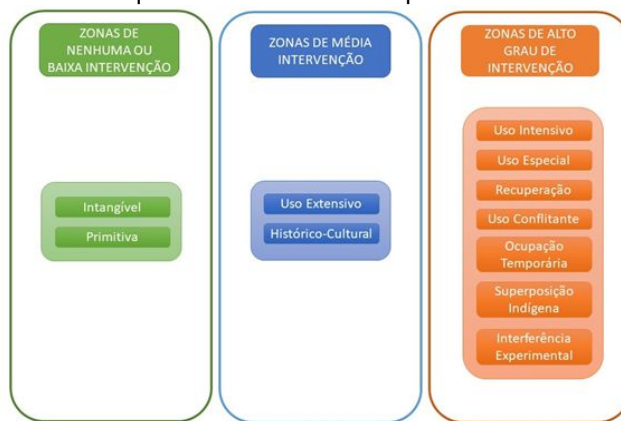 ZONAS DE
NENHUMA OU
BAIXA INTERVENÇÃO
Intangível
Primitiva
ZONAS DE MÉDIA
INTERVENÇÃO
Uso Extensivo
Histórico-Cultural
ZONAS DE ALTO
GRAU DE
INTERVENÇÃO
Uso Intensivo
Uso Especial
Recuperação
Uso Conflitante
Ocupação
Temporária
Superposição
Indígena
Interferência
Experimental